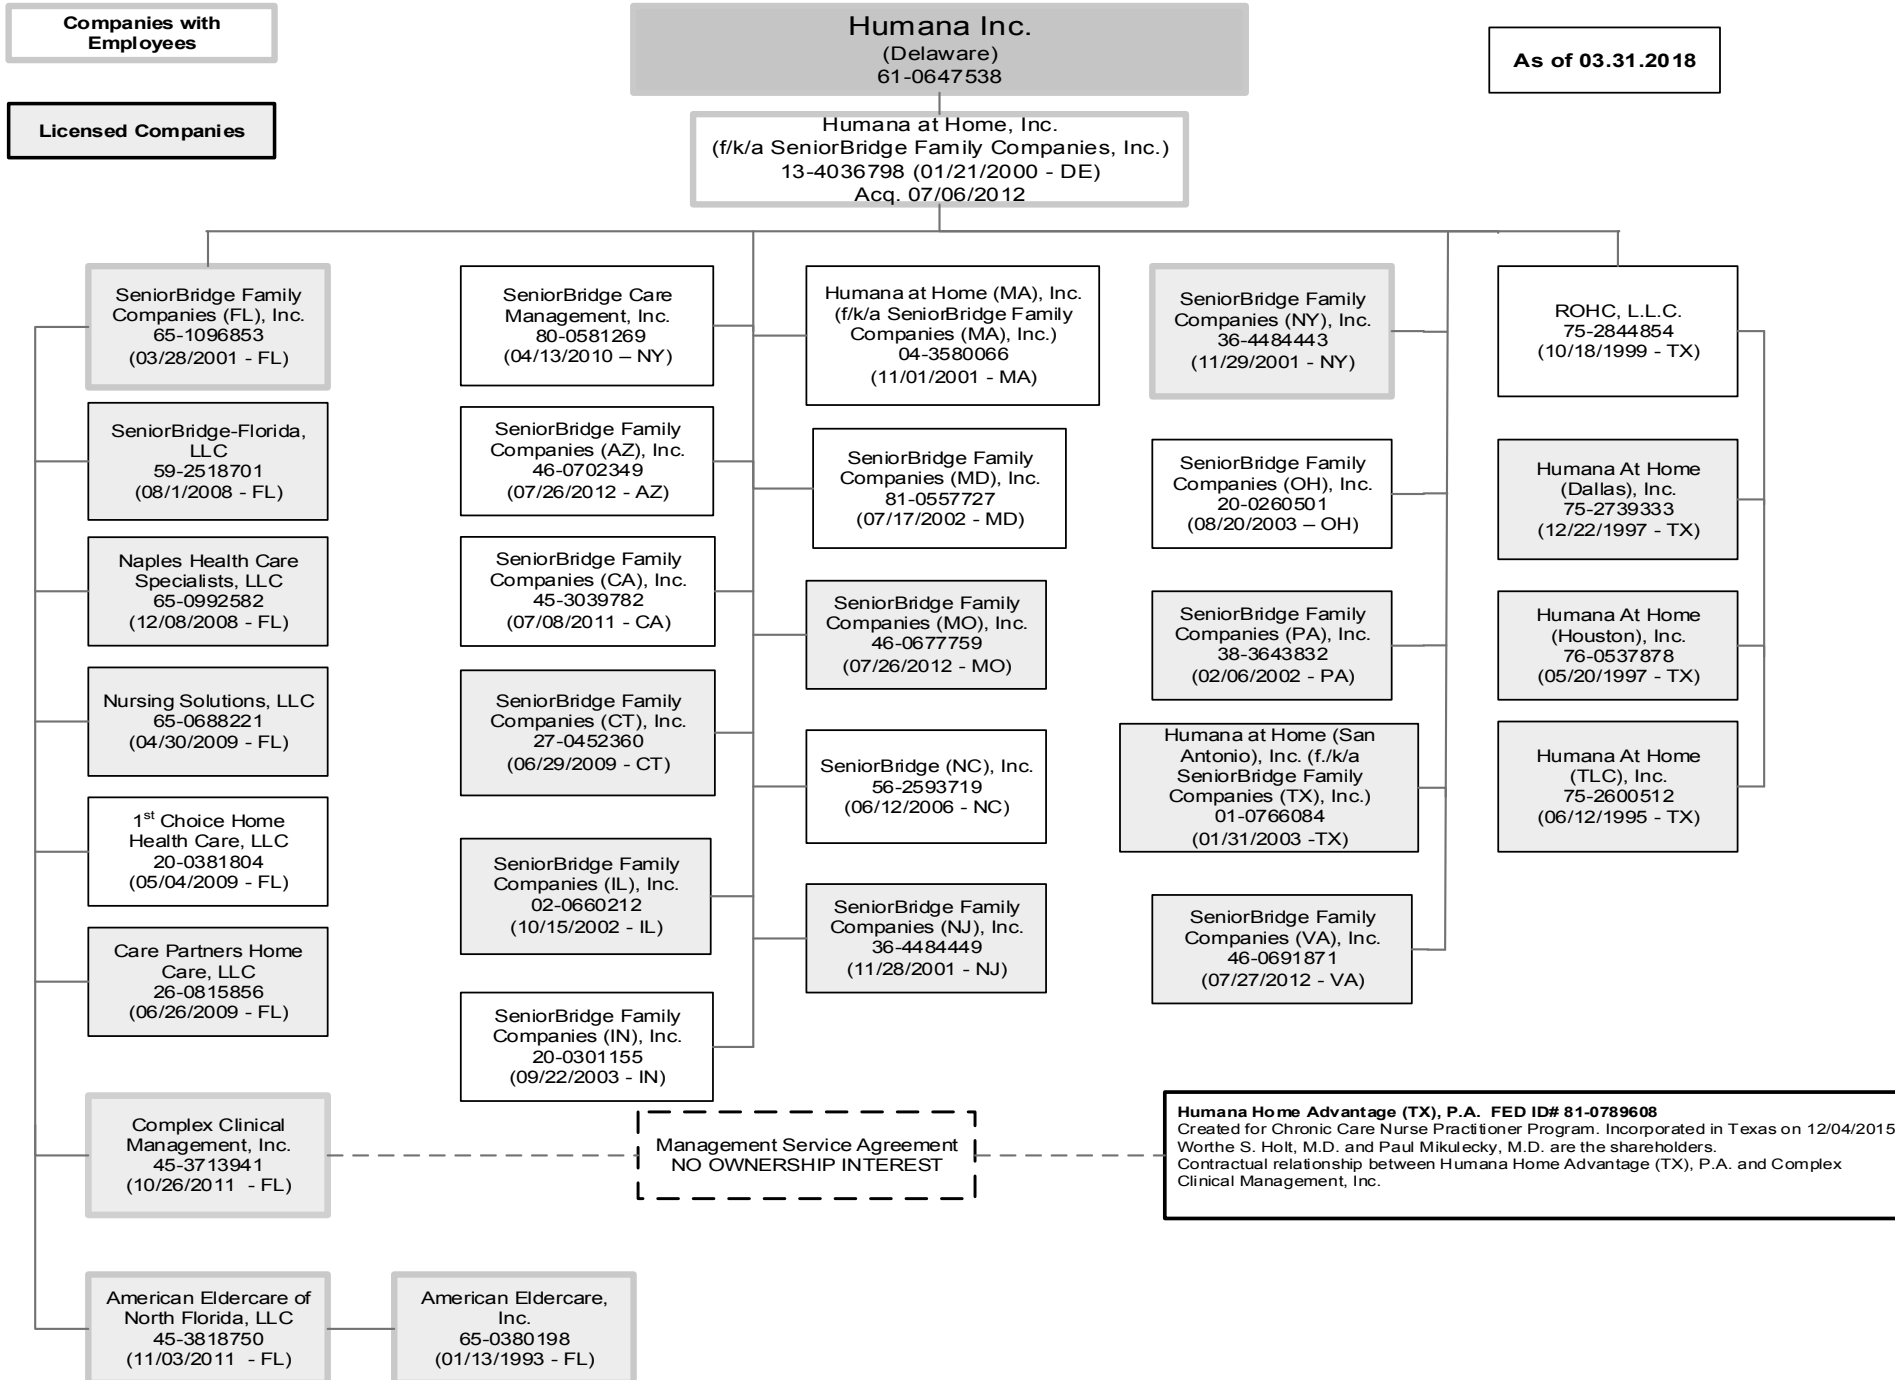 Companies with
Employees
Licensed Companies
Humana Inc.
(Delaware)
61-0647538
As of 03.31.2018
Humana at Home, Inc.
(f/k/a SeniorBridge Family Companies, Inc.)
13-4036798 (01/21/2000 - DE)
Acq. 07/06/2012
SeniorBridge Family
Companies (FL), Inc.
65-1096853
(03/28/2001 - FL)
SeniorBridge-Florida,
LLC
59-2518701
(08/1/2008 - FL)
Naples Health Care
Specialists, LLC
65-0992582
(12/08/2008 - FL)
Nursing Solutions, LLC
65-0688221
(04/30/2009 - FL)
1st Choice Home
Health Care, LLC
20-0381804
(05/04/2009 - FL)
Care Partners Home
Care, LLC
26-0815856
(06/26/2009 - FL)
Complex Clinical
Management, Inc.
45-3713941
(10/26/2011 - FL)
American Eldercare of
North Florida, LLC
45-3818750
(11/03/2011 - FL)
American Eldercare,
Inc.
65-0380198
(01/13/1993 - FL)
SeniorBridge Care
Management, Inc.
80-0581269
(04/13/2010 – NY)
SeniorBridge Family
Companies (AZ), Inc.
46-0702349
(07/26/2012 - AZ)
SeniorBridge Family
Companies (CA), Inc.
45-3039782
(07/08/2011 - CA)
SeniorBridge Family
Companies (CT), Inc.
27-0452360
(06/29/2009 - CT)
SeniorBridge Family
Companies (IL), Inc.
02-0660212
(10/15/2002 - IL)
SeniorBridge Family
Companies (IN), Inc.
20-0301155
(09/22/2003 - IN)
Humana at Home (MA), Inc.
(f/k/a SeniorBridge Family
Companies (MA), Inc.)
04-3580066
(11/01/2001 - MA)
SeniorBridge Family
Companies (MD), Inc.
81-0557727
(07/17/2002 - MD)
SeniorBridge Family
Companies (MO), Inc.
46-0677759
(07/26/2012 - MO)
SeniorBridge (NC), Inc.
56-2593719
(06/12/2006 - NC)
SeniorBridge Family
Companies (NJ), Inc.
36-4484449
(11/28/2001 - NJ)
SeniorBridge Family
Companies (NY), Inc.
36-4484443
(11/29/2001 - NY)
SeniorBridge Family
Companies (OH), Inc.
20-0260501
(08/20/2003 – OH)
SeniorBridge Family
Companies (PA), Inc.
38-3643832
(02/06/2002 - PA)
Humana at Home (San
Antonio), Inc. (f./k/a
SeniorBridge Family
Companies (TX), Inc.)
01-0766084
(01/31/2003 -TX)
SeniorBridge Family
Companies (VA), Inc.
46-0691871
(07/27/2012 - VA)
ROHC, L.L.C.
75-2844854
(10/18/1999 - TX)
Humana At Home
(Dallas), Inc.
75-2739333
(12/22/1997 - TX)
Humana At Home
(Houston), Inc.
76-0537878
(05/20/1997 - TX)
Humana At Home
(TLC), Inc.
75-2600512
(06/12/1995 - TX)
Management Service Agreement
NO OWNERSHIP INTEREST
Humana Home Advantage (TX), P.A. FED ID# 81-0789608
Created for Chronic Care Nurse Practitioner Program. Incorporated in Texas on 12/04/2015
Worthe S. Holt, M.D. and Paul Mikulecky, M.D. are the shareholders.
Contractual relationship between Humana Home Advantage (TX), P.A. and Complex
Clinical Management, Inc.